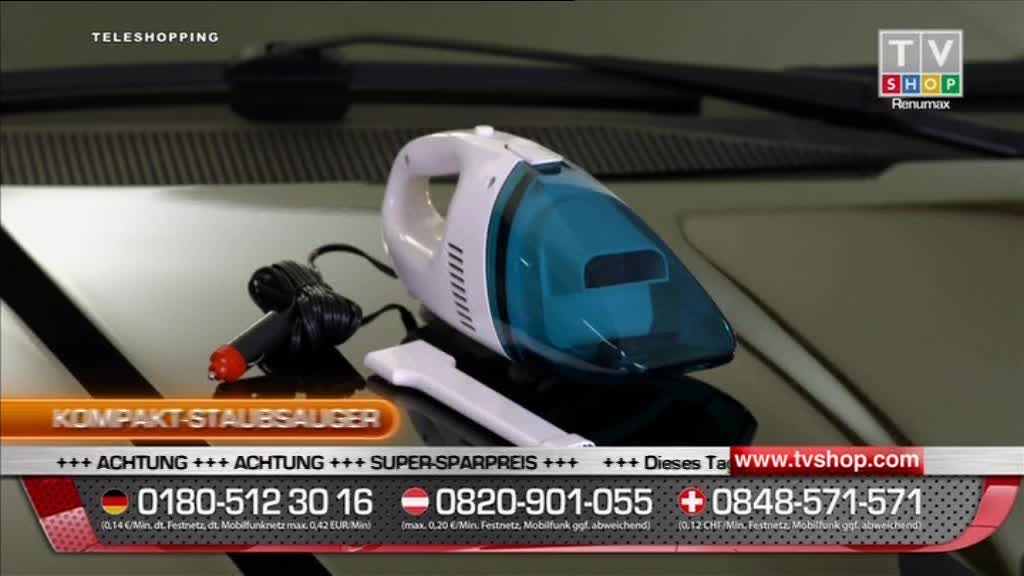 TELESHOPPING
TV
SHOP
Renumax
KOMPAKT-STAUBSAUGER
+++ ACHTUNG +++ ACHTUNG +++ SUPER-SPARPREIS +++ +++ Dieses
www.tvshop.com
0180-512 30 16 0820-901-055 0848-571-571
(0,14 €/Min. dt. Festnetz, dt. Mobilfunknetz max. 0,42 EUR/Min) (max. 0,20 €/Min. Festnetz, Mobilfunk ggf. abweichend) (0,12 CHF/Min. Festnetz, Mobilfunk ggf. abweichend)